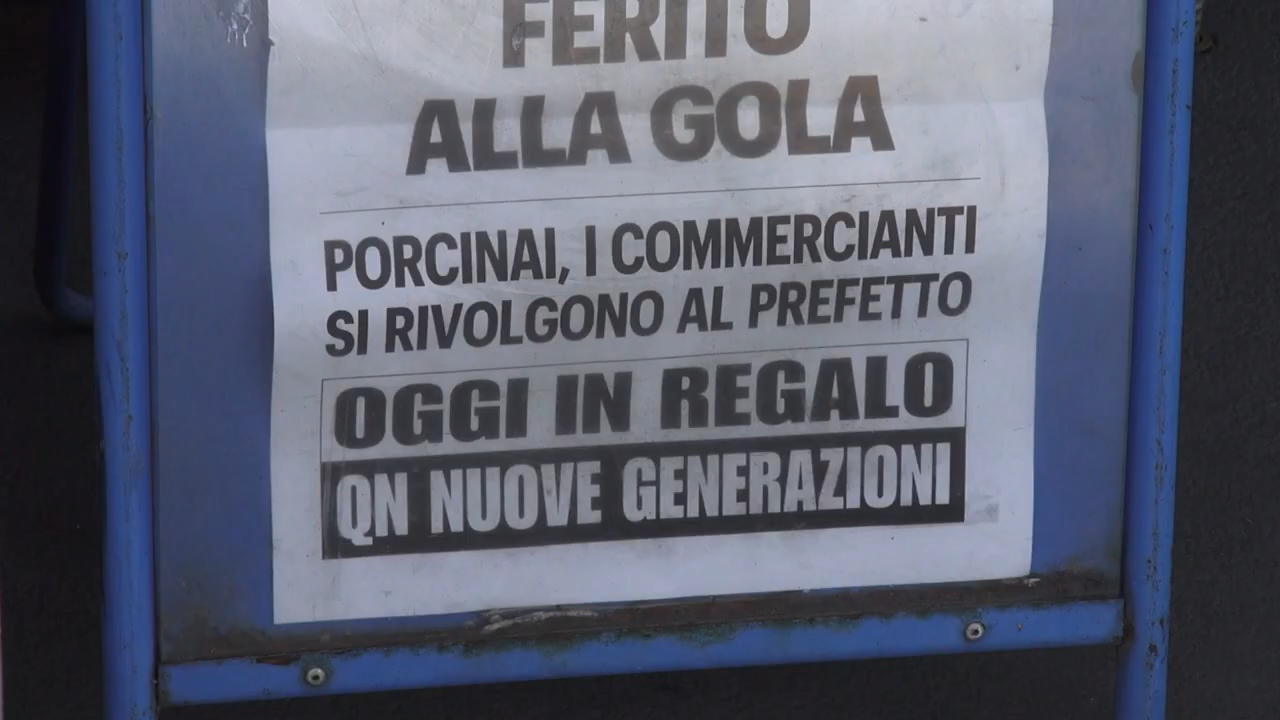 FERITO
ALLA GOLA
PORCINAI, I COMMERCIANTI
SI RIVOLGONO AL PREFETTO
OGGI IN REGALO
QN NUOVE GENERAZIONI